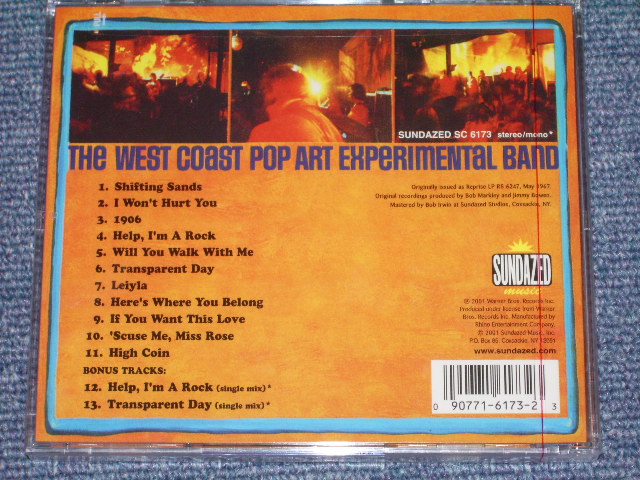 SUNDAZED SC 6173 stereo/mono*
THE WEST COAST POP ART EXPERIMENTAL BAND
1. Shifting Sands
2. I Won't Hurt You
3. 1906
4. Help, I'm A Rock
5. Will You Walk With Me
6. Transparent Day
7. Leiyla
8. Here's Where You Belong
9. If You Want This Love
10. 'Scuse Me, Miss Rose
11. High Coin
BONUS TRACKS:
12. Help, I'm A Rock (single mix)*
13. Transparent Day (single mix)*
Originally issued as Reprise LP RS 6247, May 1967.
Original recordings produced by Bob Markley and Jimmy Bowen.
Mastered by Bob Irwin at Sundazed Studios, Coxsackie, NY.
SUNDAZED
music
℗ 2001 Warner Bros. Records Inc.
Produced under license from Warner
Bros. Records Inc. Manufactured by
Rhino Entertainment Company.
© 2001 Sundazed Music, Inc.
P.O. Box 85, Coxsackie, NY 12051
www.sundazed.com
0 90771-6173-2 3